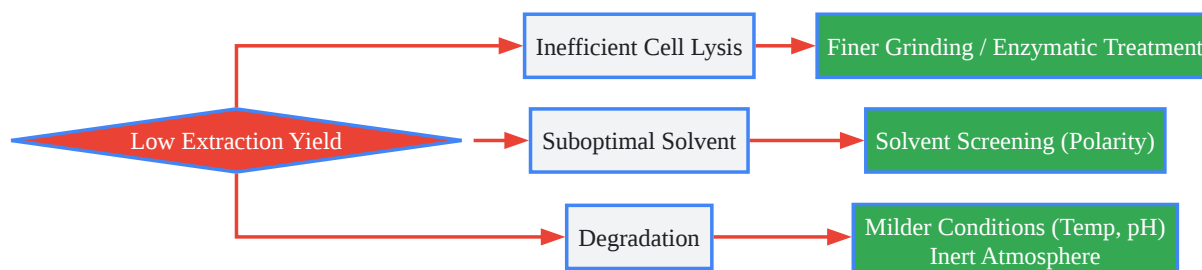 Inefficient Cell Lysis
Finer Grinding / Enzymatic Treatment
Low Extraction Yield
Suboptimal Solvent
Solvent Screening (Polarity)
Degradation
Milder Conditions (Temp, pH)
Inert Atmosphere